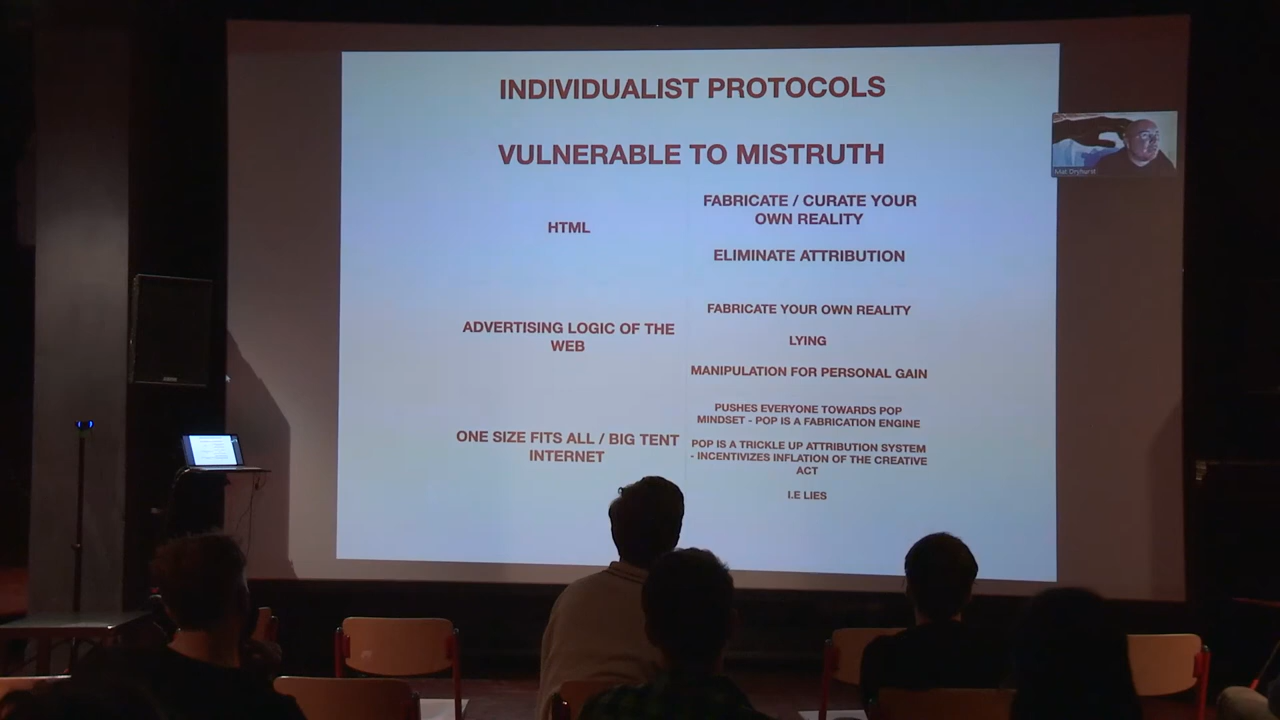 INDIVIDUALIST PROTOCOLS
VULNERABLE TO MISTRUTH
HTML
FABRICATE / CURATE YOUR
OWN REALITY
ELIMINATE ATTRIBUTION
ADVERTISING LOGIC OF THE
WEB
FABRICATE YOUR OWN REALITY
LYING
MANIPULATION FOR PERSONAL GAIN
ONE SIZE FITS ALL / BIG TENT
INTERNET
PUSHES EVERYONE TOWARDS POP
MINDSET - POP IS A FABRICATION ENGINE
POP IS A TRICKLE UP ATTRIBUTION SYSTEM
- INCENTIVIZES INFLATION OF THE CREATIVE
ACT
I.E LIES
Mat Dryhurst